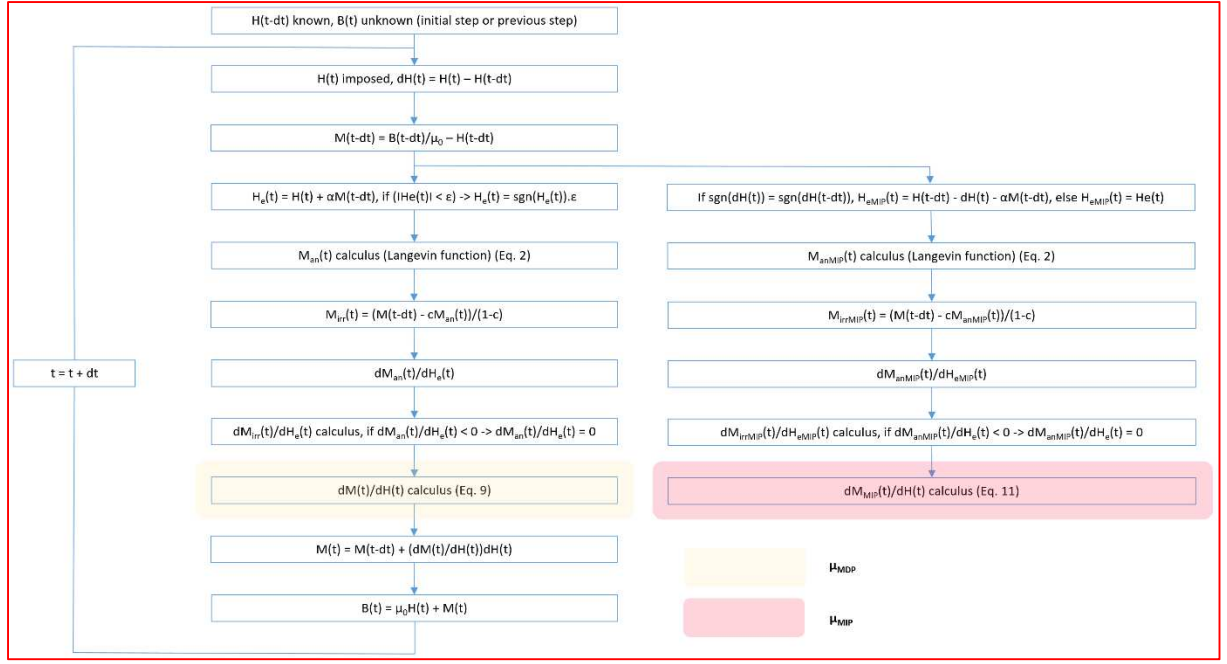 H(t-dt) known, B(t) unknown (initial step or previous step)
H(t) imposed, dH(t) = H(t) – H(t-dt)
M(t-dt) = B(t-dt)/μ₀ – H(t-dt)
Hₑ(t) = H(t) + αM(t-dt), if (IHe(t)I < ε) -> Hₑ(t) = sgn(Hₑ(t)).ε
If sgn(dH(t)) = sgn(dH(t-dt)), HeMIP(t) = H(t-dt) - dH(t) - αM(t-dt), else HeMIP(t) = He(t)
Man(t) calculus (Langevin function) (Eq. 2)
ManMIP(t) calculus (Langevin function) (Eq. 2)
Mirr(t) = (M(t-dt) - cMan(t))/(1-c)
MirrMIP(t) = (M(t-dt) - cManMIP(t))/(1-c)
t = t + dt
dMan(t)/dHe(t)
dManMIP(t)/dHeMIP(t)
dMirr(t)/dHe(t) calculus, if dMan(t)/dHe(t) < 0 -> dMan(t)/dHe(t) = 0
dMirrMIP(t)/dHeMIP(t) calculus, if dManMIP(t)/dHe(t) < 0 -> dManMIP(t)/dHe(t) = 0
dM(t)/dH(t) calculus (Eq. 9)
dMMIP(t)/dH(t) calculus (Eq. 11)
M(t) = M(t-dt) + (dM(t)/dH(t))dH(t)
B(t) = μ₀H(t) + M(t)
μMDP
μMIP